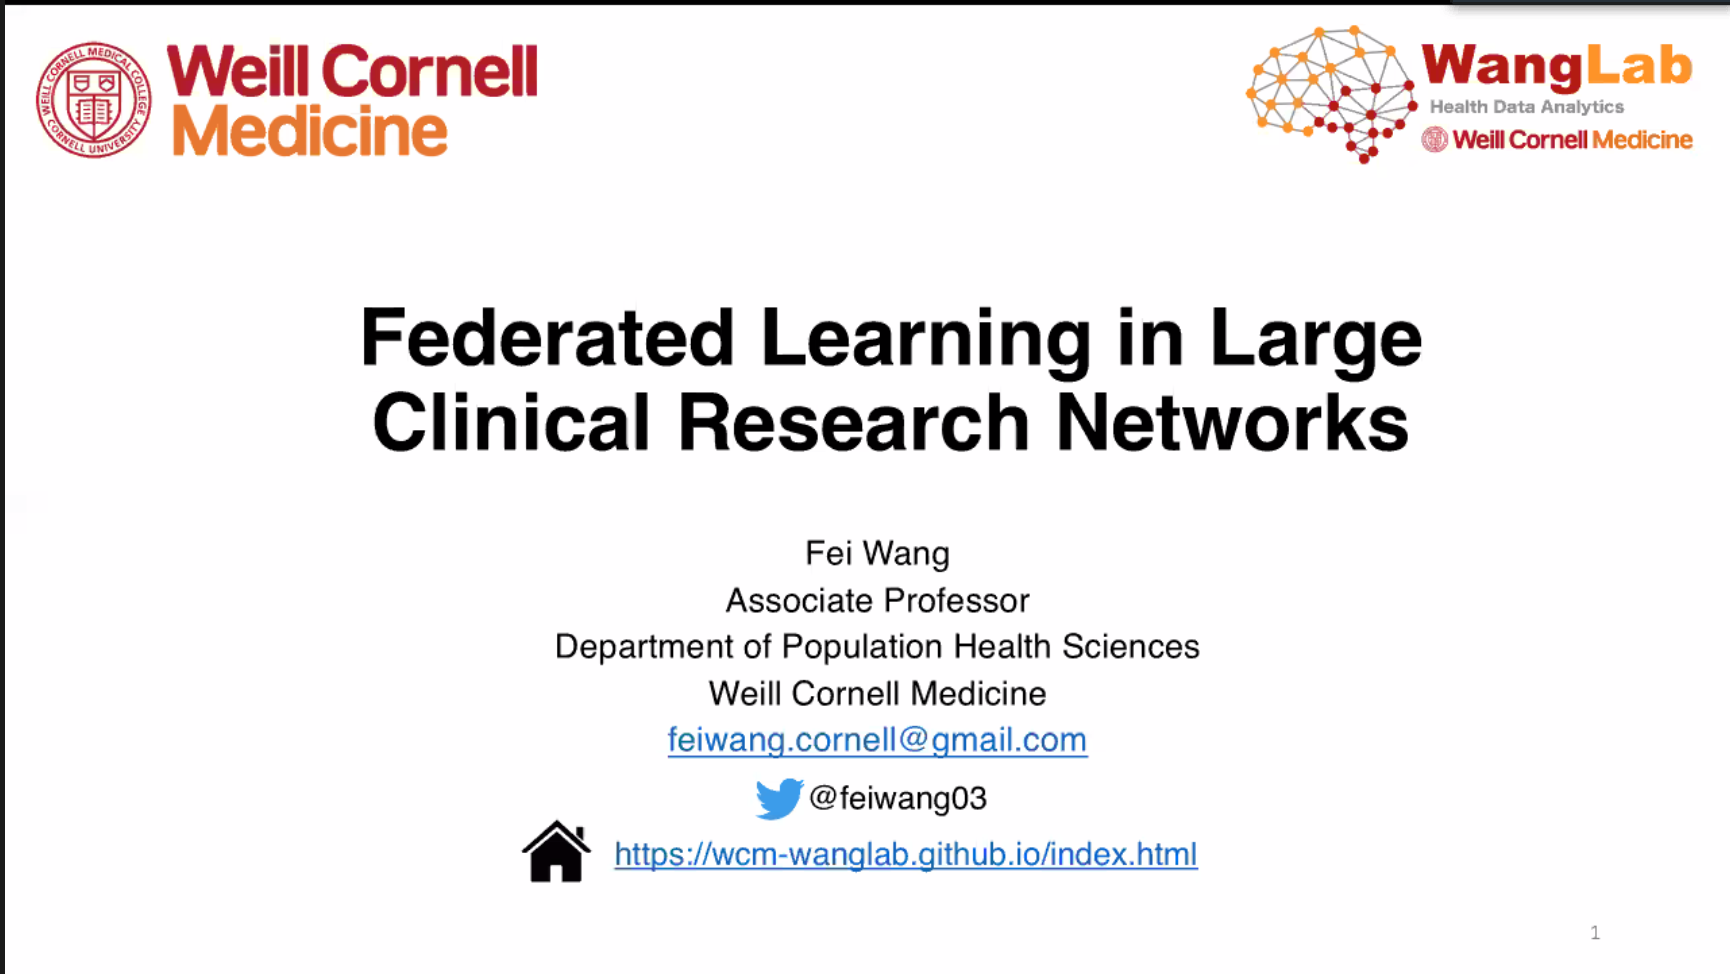 WEILL CORNELL MEDICAL COLLEGE
CORNELL UNIVERSITY
Weill Cornell
Medicine
WangLab
Health Data Analytics
Weill Cornell Medicine
Federated Learning in Large
Clinical Research Networks
Fei Wang
Associate Professor
Department of Population Health Sciences
Weill Cornell Medicine
feiwang.cornell@gmail.com
@feiwang03
https://wcm-wanglab.github.io/index.html
1